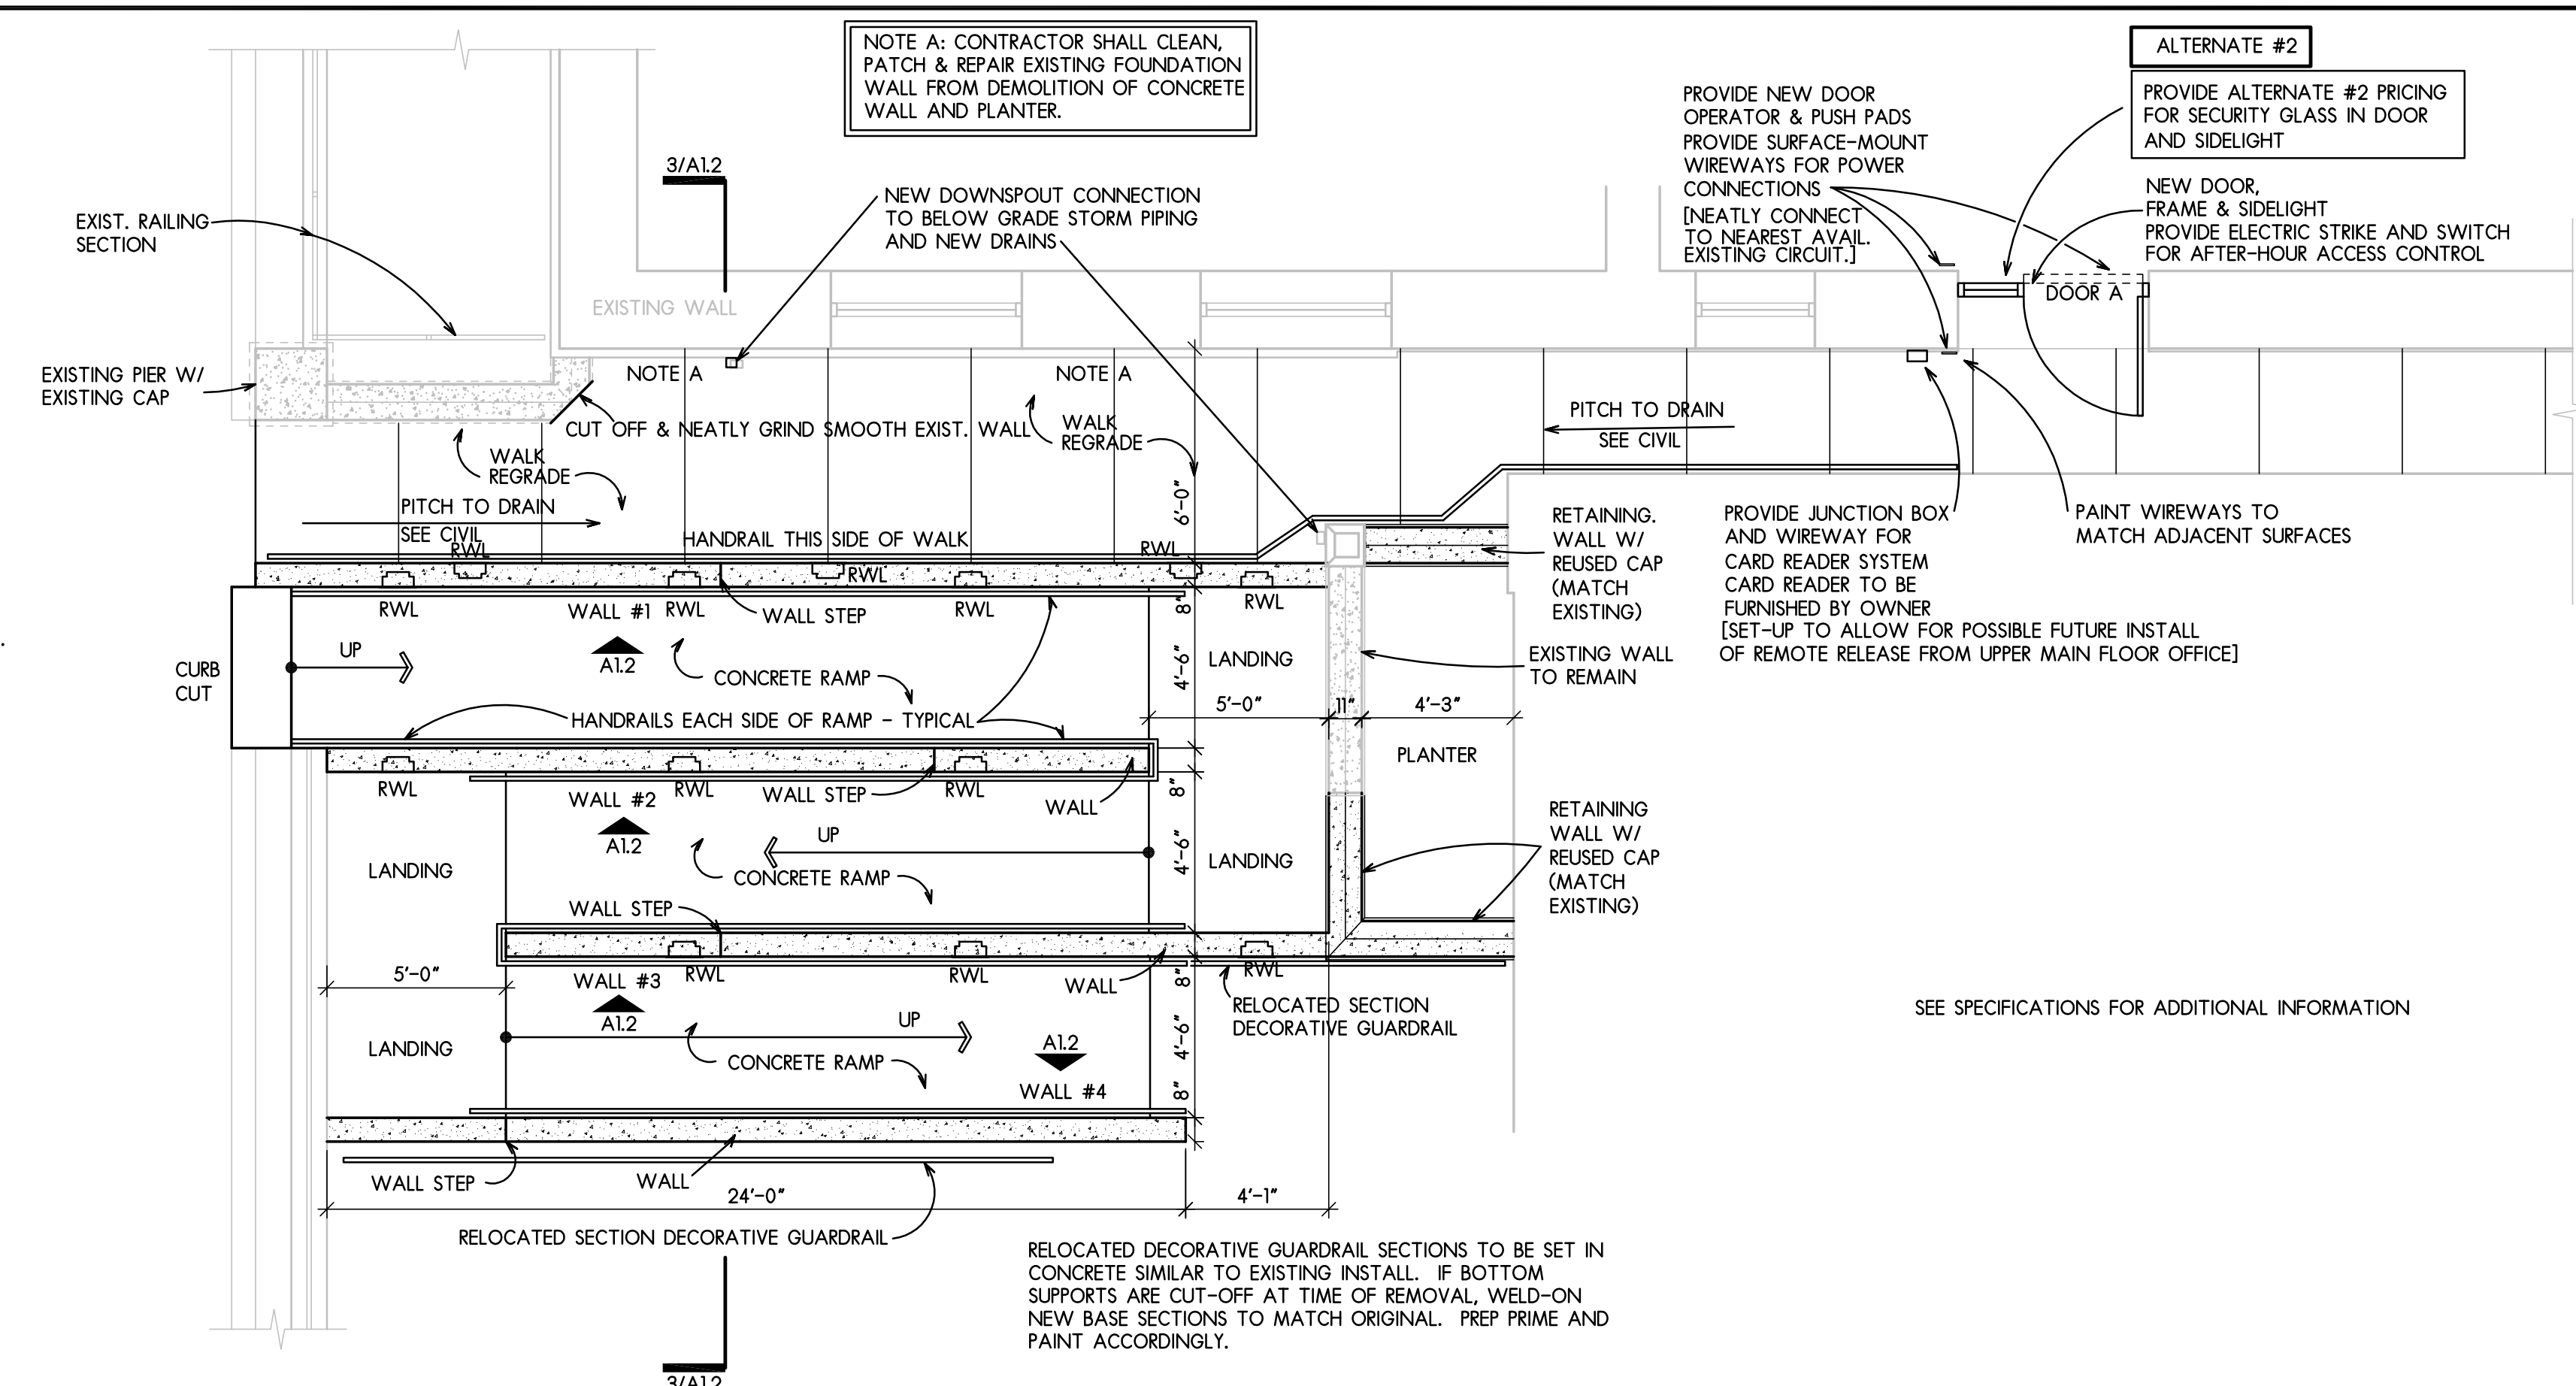 NOTE A: CONTRACTOR SHALL CLEAN,
PATCH & REPAIR EXISTING FOUNDATION
WALL FROM DEMOLITION OF CONCRETE
WALL AND PLANTER.
ALTERNATE #2
PROVIDE ALTERNATE #2 PRICING
FOR SECURITY GLASS IN DOOR
AND SIDELIGHT
PROVIDE NEW DOOR
OPERATOR & PUSH PADS
PROVIDE SURFACE-MOUNT
WIREWAYS FOR POWER
CONNECTIONS
[NEATLY CONNECT
TO NEAREST AVAIL.
EXISTING CIRCUIT.]
NEW DOOR,
FRAME & SIDELIGHT
PROVIDE ELECTRIC STRIKE AND SWITCH
FOR AFTER-HOUR ACCESS CONTROL
DOOR A
3/A1.2
NEW DOWNSPOUT CONNECTION
TO BELOW GRADE STORM PIPING
AND NEW DRAINS
EXIST. RAILING
SECTION
EXISTING WALL
EXISTING PIER W/
EXISTING CAP
NOTE A
NOTE A
CUT OFF & NEATLY GRIND SMOOTH EXIST. WALL
WALK
REGRADE
WALK
REGRADE
PITCH TO DRAIN
SEE CIVIL
PITCH TO DRAIN
SEE CIVIL
6'-0"
HANDRAIL THIS SIDE OF WALK
RWL
RWL
RWL
RETAINING.
WALL W/
REUSED CAP
(MATCH
EXISTING)
PROVIDE JUNCTION BOX
AND WIREWAY FOR
CARD READER SYSTEM
CARD READER TO BE
FURNISHED BY OWNER
[SET-UP TO ALLOW FOR POSSIBLE FUTURE INSTALL
OF REMOTE RELEASE FROM UPPER MAIN FLOOR OFFICE]
PAINT WIREWAYS TO
MATCH ADJACENT SURFACES
RWL
WALL #1
RWL
WALL STEP
RWL
8"
RWL
UP
A1.2
CONCRETE RAMP
4'-6"
LANDING
EXISTING WALL
TO REMAIN
CURB
CUT
HANDRAILS EACH SIDE OF RAMP - TYPICAL
5'-0"
11"
4'-3"
PLANTER
RWL
WALL #2
RWL
WALL STEP
RWL
WALL
8"
A1.2
UP
CONCRETE RAMP
4'-6"
LANDING
LANDING
RETAINING
WALL W/
REUSED CAP
(MATCH
EXISTING)
WALL STEP
5'-0"
WALL #3
RWL
RWL
WALL
8"
RWL
A1.2
UP
RELOCATED SECTION
DECORATIVE GUARDRAIL
SEE SPECIFICATIONS FOR ADDITIONAL INFORMATION
LANDING
CONCRETE RAMP
A1.2
WALL #4
4'-6"
8"
WALL STEP
WALL
24'-0"
4'-1"
RELOCATED SECTION DECORATIVE GUARDRAIL
RELOCATED DECORATIVE GUARDRAIL SECTIONS TO BE SET IN
CONCRETE SIMILAR TO EXISTING INSTALL. IF BOTTOM
SUPPORTS ARE CUT-OFF AT TIME OF REMOVAL, WELD-ON
NEW BASE SECTIONS TO MATCH ORIGINAL. PREP PRIME AND
PAINT ACCORDINGLY.
3/A1.2